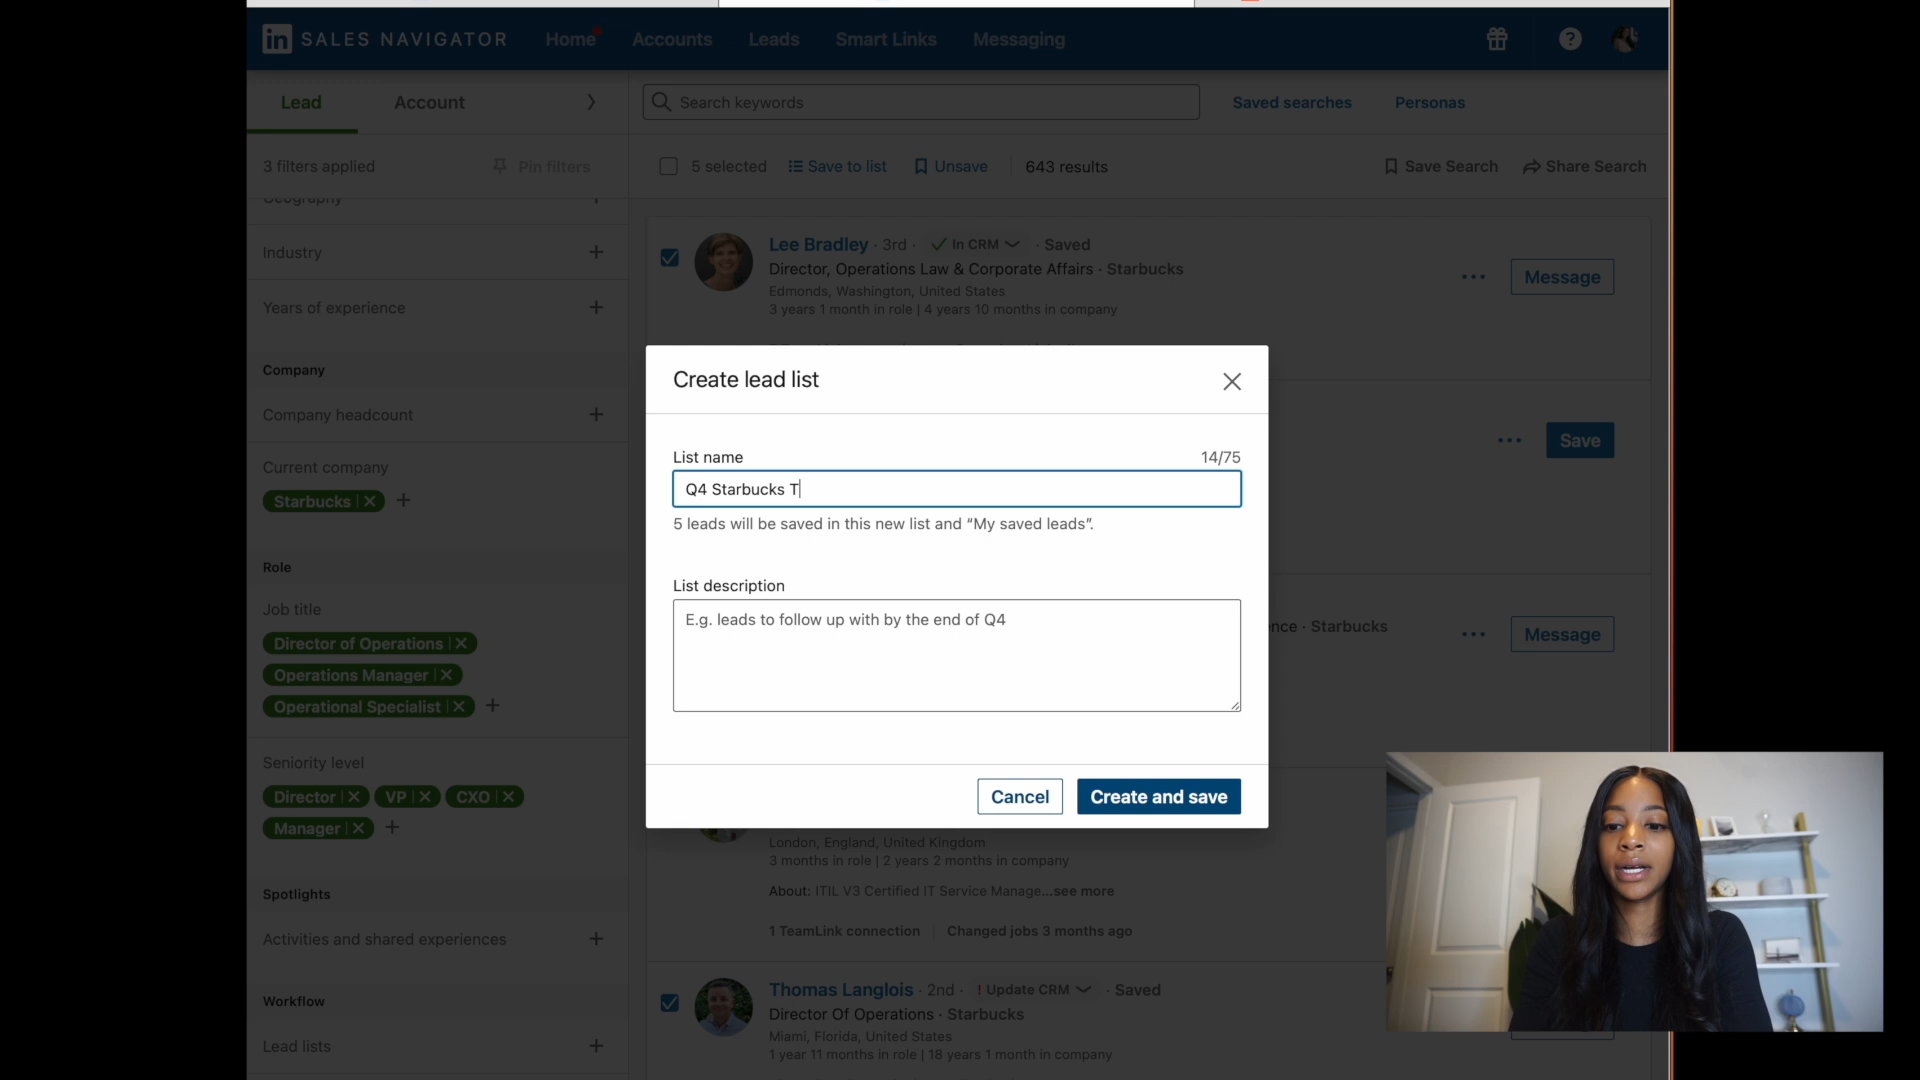 in SALES NAVIGATOR Home Accounts Leads Smart Links Messaging ?
Lead Account
Search keywords Saved searches Personas
3 filters applied Pin filters
5 selected Save to list Unsave 643 results Save Search Share Search
Geography
Industry
Years of experience
Company
Company headcount
Current company
Starbucks
Role
Job title
Director of Operations
Operations Manager
Operational Specialist
Seniority level
Director VP CXO
Manager
Spotlights
Activities and shared experiences
Workflow
Lead lists
Lee Bradley · 3rd · In CRM · Saved
Director, Operations Law & Corporate Affairs · Starbucks
Edmonds, Washington, United States
3 years 1 month in role | 4 years 10 months in company
Message
Save
Create lead list
List name 14/75
Q4 Starbucks T
5 leads will be saved in this new list and “My saved leads”.
List description
E.g. leads to follow up with by the end of Q4
Cancel Create and save
· Starbucks
Message
London, England, United Kingdom
3 months in role | 2 years 2 months in company
About: ITIL V3 Certified IT Service Manage...see more
1 TeamLink connection Changed jobs 3 months ago
Thomas Langlois · 2nd · ! Update CRM · Saved
Director Of Operations · Starbucks
Miami, Florida, United States
1 year 11 months in role | 18 years 1 month in company